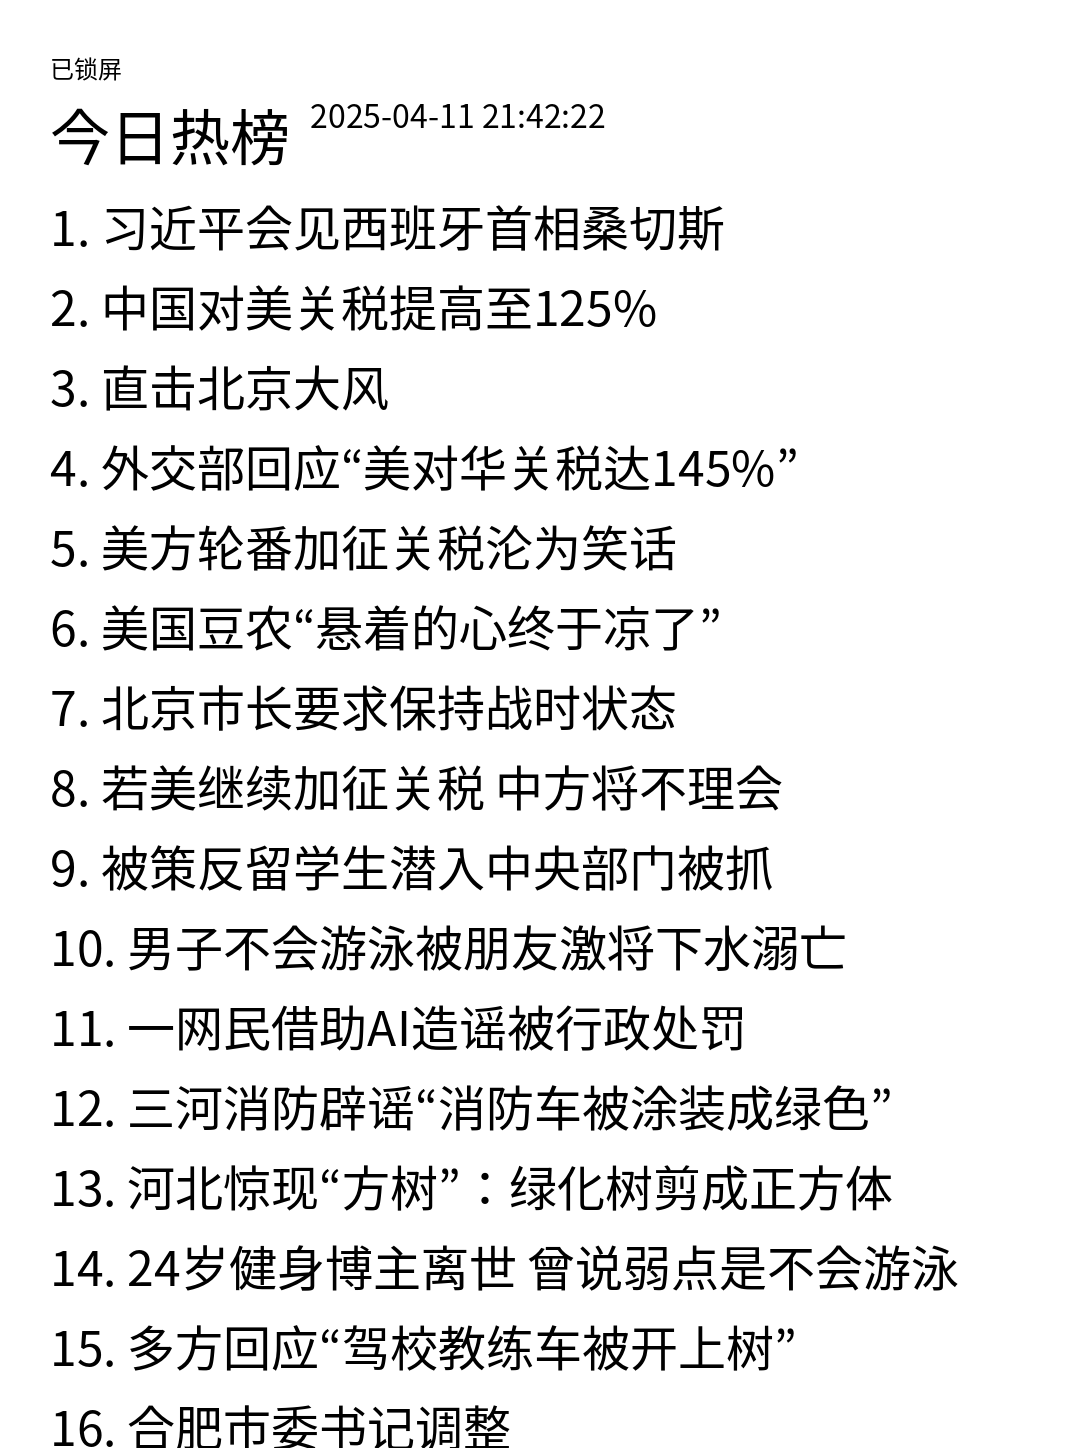 已锁屏
今日热榜 2025-04-11 21:42:22
1. 习近平会见西班牙首相桑切斯
2. 中国对美关税提高至125%
3. 直击北京大风
4. 外交部回应“美对华关税达145%”
5. 美方轮番加征关税沦为笑话
6. 美国豆农“悬着的心终于凉了”
7. 北京市长要求保持战时状态
8. 若美继续加征关税 中方将不理会
9. 被策反留学生潜入中央部门被抓
10. 男子不会游泳被朋友激将下水溺亡
11. 一网民借助AI造谣被行政处罚
12. 三河消防辟谣“消防车被涂装成绿色”
13. 河北惊现“方树”：绿化树剪成正方体
14. 24岁健身博主离世 曾说弱点是不会游泳
15. 多方回应“驾校教练车被开上树”
16. 合肥市委书记调整